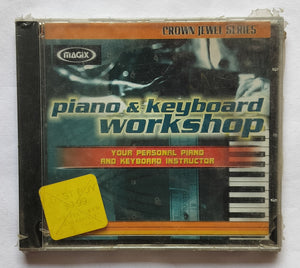 CROWN JEWEL SERIES
MAGIX
piano & keyboard
workshop
YOUR PERSONAL PIANO
AND KEYBOARD INSTRUCTOR